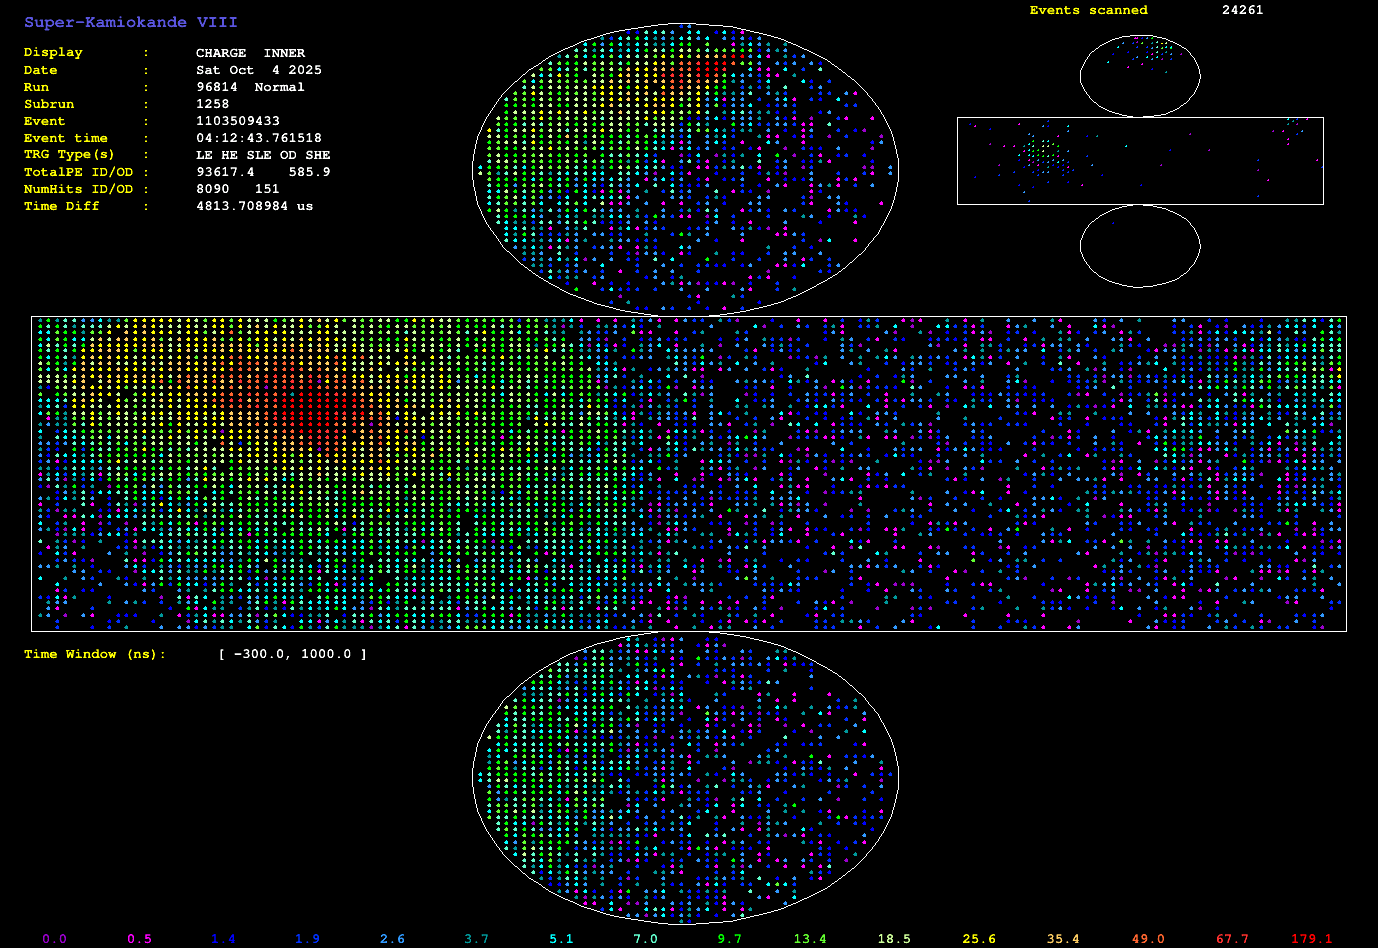 Super-Kamiokande VIII
Display : CHARGE INNER
Date : Sat Oct 4 2025
Run : 96814 Normal
Subrun : 1258
Event : 1103509433
Event time : 04:12:43.761518
TRG Type(s) : LE HE SLE OD SHE
TotalPE ID/OD : 93617.4 585.9
NumHits ID/OD : 8090 151
Time Diff : 4813.708984 us
Events scanned 24261
Time Window (ns): [ -300.0, 1000.0 ]
0.0 0.5 1.4 1.9 2.6 3.7 5.1 7.0 9.7 13.4 18.5 25.6 35.4 49.0 67.7 179.1